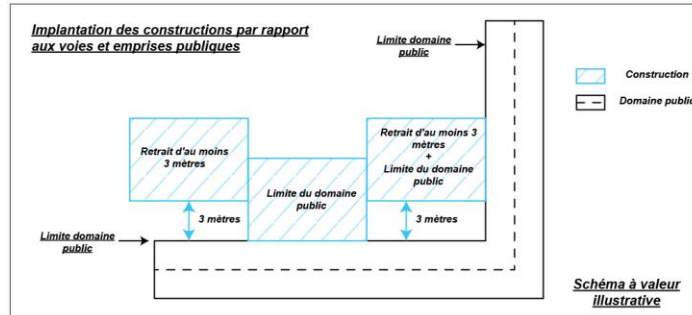 Implantation des constructions par rapport
aux voies et emprises publiques
Limite domaine
public
Construction
Domaine public
Retrait d'au moins
3 mètres
Limite du domaine
public
Retrait d'au moins 3
mètres
+
Limite du domaine
public
3 mètres
3 mètres
Limite domaine
public
Schéma à valeur
illustrative